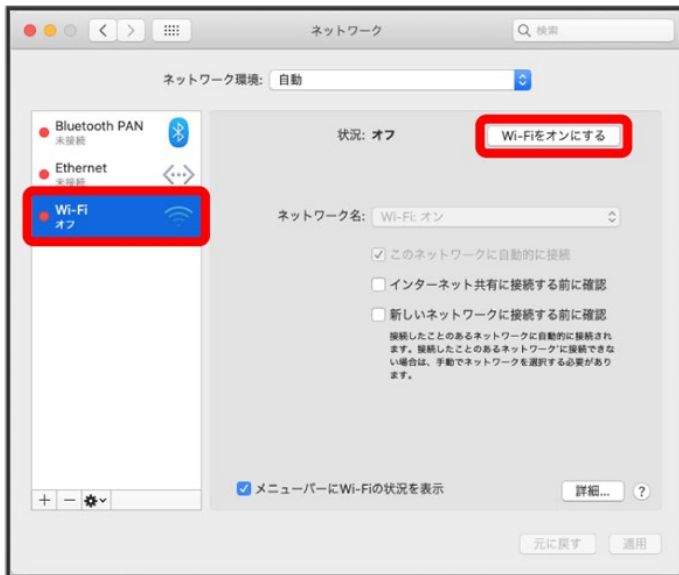 ネットワーク
検索
ネットワーク環境: 自動
Bluetooth PAN
未接続
Ethernet
未接続
Wi-Fi
オフ
状況: オフ
Wi-Fiをオンにする
ネットワーク名: Wi-Fi: オン
このネットワークに自動的に接続
インターネット共有に接続する前に確認
新しいネットワークに接続する前に確認
接続したことのあるネットワークに自動的に接続され
ます。接続したことのあるネットワークに接続できな
い場合は、手動でネットワークを選択する必要があり
ます。
メニューバーにWi-Fiの状況を表示
詳細...
?
元に戻す
適用